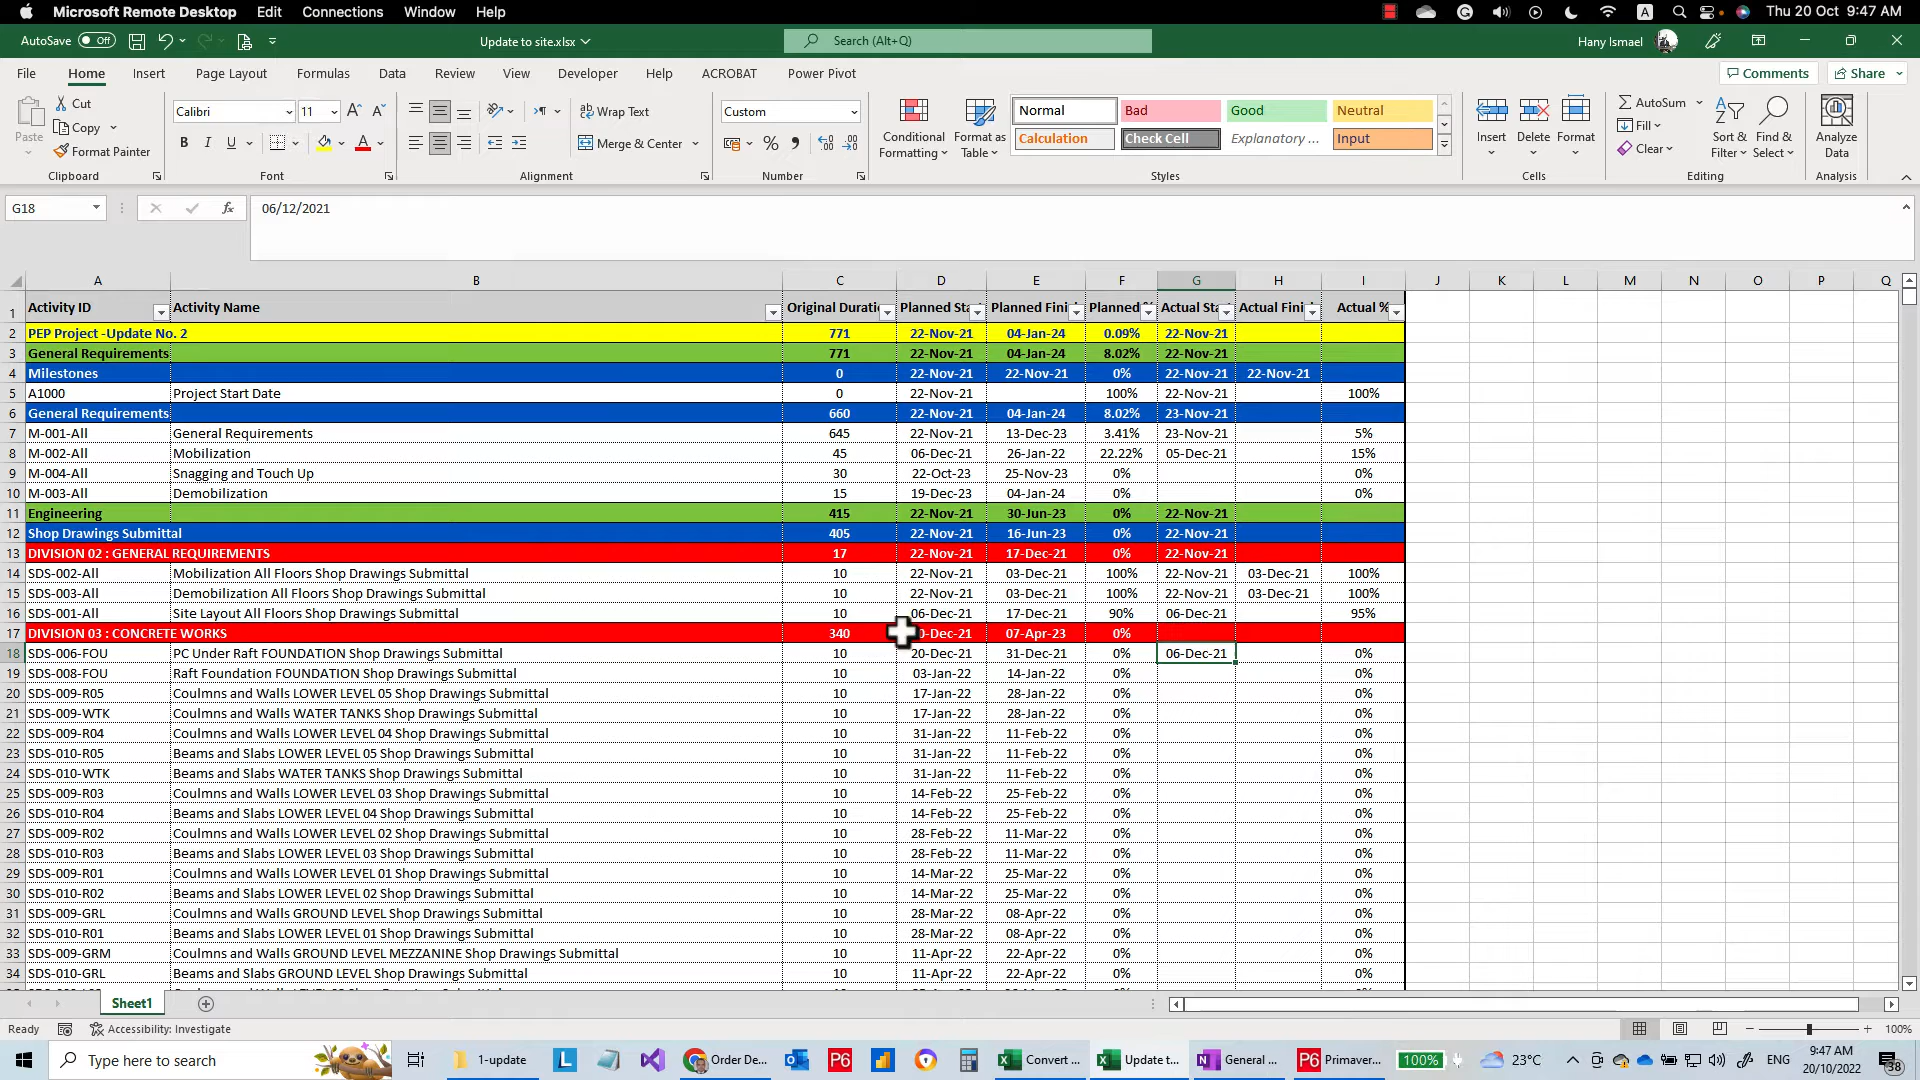 Microsoft Remote Desktop Edit Connections Window Help A Thu 20 Oct 9:47 AM
AutoSave Off Update to site.xlsx Search (Alt+Q) Hany Ismael
File Home Insert Page Layout Formulas Data Review View Developer Help ACROBAT Power Pivot Comments Share
Paste Cut Copy Format Painter Calibri 11 B I U Wrap Text Merge & Center Custom % Conditional Formatting Format as Table Normal Bad Good Neutral Calculation Check Cell Explanatory ... Input Insert Delete Format AutoSum Fill Clear Sort & Filter Find & Select Analyze Data
Clipboard Font Alignment Number Styles Cells Editing Analysis
G18 fx 06/12/2021
A B C D E F G H I J K L M N O P Q
1 Activity ID Activity Name Original Durati Planned Sta Planned Fini Planned Actual Sta Actual Fini Actual %
2 PEP Project -Update No. 2 771 22-Nov-21 04-Jan-24 0.09% 22-Nov-21
3 General Requirements 771 22-Nov-21 04-Jan-24 8.02% 22-Nov-21
4 Milestones 0 22-Nov-21 22-Nov-21 0% 22-Nov-21 22-Nov-21
5 A1000 Project Start Date 0 22-Nov-21 100% 22-Nov-21 100%
6 General Requirements 660 22-Nov-21 04-Jan-24 8.02% 23-Nov-21
7 M-001-All General Requirements 645 22-Nov-21 13-Dec-23 3.41% 23-Nov-21 5%
8 M-002-All Mobilization 45 06-Dec-21 26-Jan-22 22.22% 05-Dec-21 15%
9 M-004-All Snagging and Touch Up 30 22-Oct-23 25-Nov-23 0% 0%
10 M-003-All Demobilization 15 19-Dec-23 04-Jan-24 0% 0%
11 Engineering 415 22-Nov-21 30-Jun-23 0% 22-Nov-21
12 Shop Drawings Submittal 405 22-Nov-21 16-Jun-23 0% 22-Nov-21
13 DIVISION 02 : GENERAL REQUIREMENTS 17 22-Nov-21 17-Dec-21 0% 22-Nov-21
14 SDS-002-All Mobilization All Floors Shop Drawings Submittal 10 22-Nov-21 03-Dec-21 100% 22-Nov-21 03-Dec-21 100%
15 SDS-003-All Demobilization All Floors Shop Drawings Submittal 10 22-Nov-21 03-Dec-21 100% 22-Nov-21 03-Dec-21 100%
16 SDS-001-All Site Layout All Floors Shop Drawings Submittal 10 06-Dec-21 17-Dec-21 90% 06-Dec-21 95%
17 DIVISION 03 : CONCRETE WORKS 340 0-Dec-21 07-Apr-23 0%
18 SDS-006-FOU PC Under Raft FOUNDATION Shop Drawings Submittal 10 20-Dec-21 31-Dec-21 0% 06-Dec-21 0%
19 SDS-008-FOU Raft Foundation FOUNDATION Shop Drawings Submittal 10 03-Jan-22 14-Jan-22 0% 0%
20 SDS-009-R05 Coulmns and Walls LOWER LEVEL 05 Shop Drawings Submittal 10 17-Jan-22 28-Jan-22 0% 0%
21 SDS-009-WTK Coulmns and Walls WATER TANKS Shop Drawings Submittal 10 17-Jan-22 28-Jan-22 0% 0%
22 SDS-009-R04 Coulmns and Walls LOWER LEVEL 04 Shop Drawings Submittal 10 31-Jan-22 11-Feb-22 0% 0%
23 SDS-010-R05 Beams and Slabs LOWER LEVEL 05 Shop Drawings Submittal 10 31-Jan-22 11-Feb-22 0% 0%
24 SDS-010-WTK Beams and Slabs WATER TANKS Shop Drawings Submittal 10 31-Jan-22 11-Feb-22 0% 0%
25 SDS-009-R03 Coulmns and Walls LOWER LEVEL 03 Shop Drawings Submittal 10 14-Feb-22 25-Feb-22 0% 0%
26 SDS-010-R04 Beams and Slabs LOWER LEVEL 04 Shop Drawings Submittal 10 14-Feb-22 25-Feb-22 0% 0%
27 SDS-009-R02 Coulmns and Walls LOWER LEVEL 02 Shop Drawings Submittal 10 28-Feb-22 11-Mar-22 0% 0%
28 SDS-010-R03 Beams and Slabs LOWER LEVEL 03 Shop Drawings Submittal 10 28-Feb-22 11-Mar-22 0% 0%
29 SDS-009-R01 Coulmns and Walls LOWER LEVEL 01 Shop Drawings Submittal 10 14-Mar-22 25-Mar-22 0% 0%
30 SDS-010-R02 Beams and Slabs LOWER LEVEL 02 Shop Drawings Submittal 10 14-Mar-22 25-Mar-22 0% 0%
31 SDS-009-GRL Coulmns and Walls GROUND LEVEL Shop Drawings Submittal 10 28-Mar-22 08-Apr-22 0% 0%
32 SDS-010-R01 Beams and Slabs LOWER LEVEL 01 Shop Drawings Submittal 10 28-Mar-22 08-Apr-22 0% 0%
33 SDS-009-GRM Coulmns and Walls GROUND LEVEL MEZZANINE Shop Drawings Submittal 10 11-Apr-22 22-Apr-22 0% 0%
34 SDS-010-GRL Beams and Slabs GROUND LEVEL Shop Drawings Submittal 10 11-Apr-22 22-Apr-22 0% 0%
Sheet1
Ready Accessibility: Investigate 100%
Type here to search 1-update L Order De... P6 Convert ... Update t... General ... P6 Primaver... 100% 23°C ENG 9:47 AM 20/10/2022 38